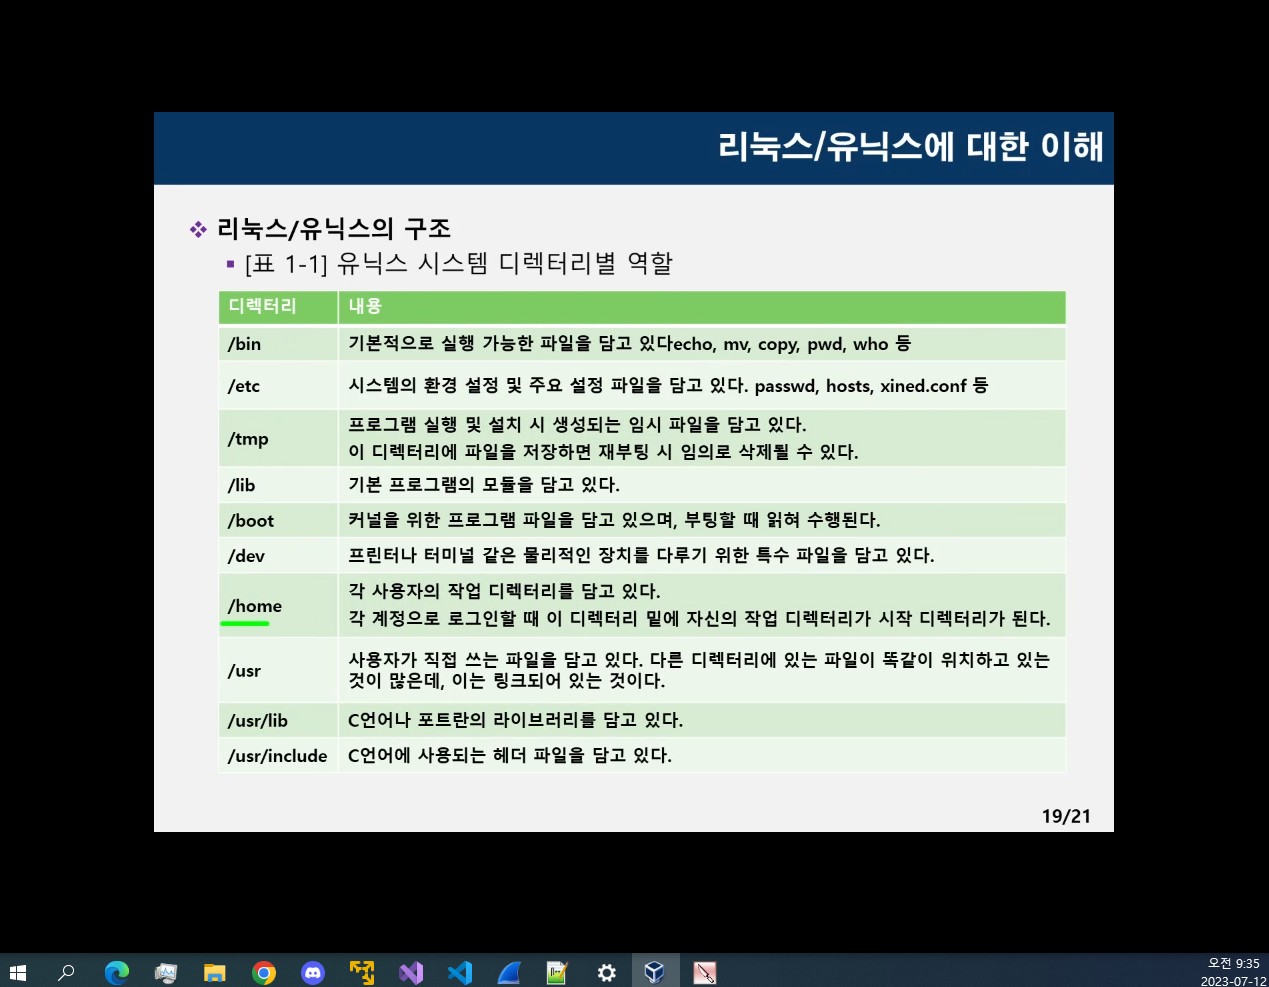 리눅스/유닉스에 대한 이해
리눅스/유닉스의 구조
[표 1-1] 유닉스 시스템 디렉터리별 역할
디렉터리 내용
/bin 기본적으로 실행 가능한 파일을 담고 있다echo, mv, copy, pwd, who 등
/etc 시스템의 환경 설정 및 주요 설정 파일을 담고 있다. passwd, hosts, xined.conf 등
/tmp 프로그램 실행 및 설치 시 생성되는 임시 파일을 담고 있다.
이 디렉터리에 파일을 저장하면 재부팅 시 임의로 삭제될 수 있다.
/lib 기본 프로그램의 모듈을 담고 있다.
/boot 커널을 위한 프로그램 파일을 담고 있으며, 부팅할 때 읽혀 수행된다.
/dev 프린터나 터미널 같은 물리적인 장치를 다루기 위한 특수 파일을 담고 있다.
/home 각 사용자의 작업 디렉터리를 담고 있다.
각 계정으로 로그인할 때 이 디렉터리 밑에 자신의 작업 디렉터리가 시작 디렉터리가 된다.
/usr 사용자가 직접 쓰는 파일을 담고 있다. 다른 디렉터리에 있는 파일이 똑같이 위치하고 있는
것이 많은데, 이는 링크되어 있는 것이다.
/usr/lib C언어나 포트란의 라이브러리를 담고 있다.
/usr/include C언어에 사용되는 헤더 파일을 담고 있다.
19/21
오전 9:35
2023-07-12